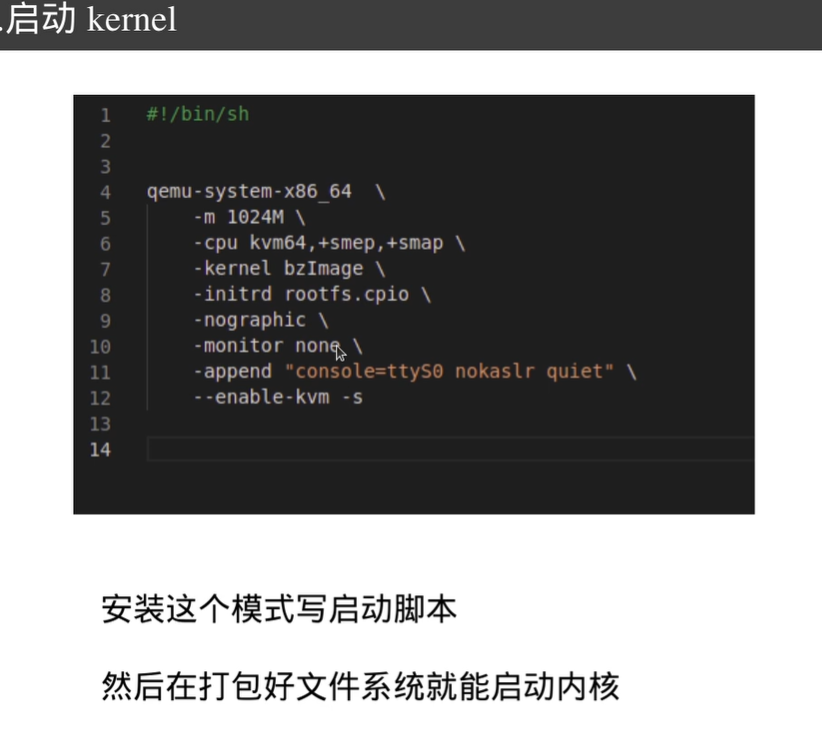 .启动 kernel
1 #!/bin/sh
2
3
4 qemu-system-x86_64  \
5     -m 1024M \
6     -cpu kvm64,+smep,+smap \
7     -kernel bzImage \
8     -initrd rootfs.cpio \
9     -nographic \
10     -monitor none \
11     -append "console=ttyS0 nokaslr quiet" \
12     --enable-kvm -s
13
14
安装这个模式写启动脚本
然后在打包好文件系统就能启动内核